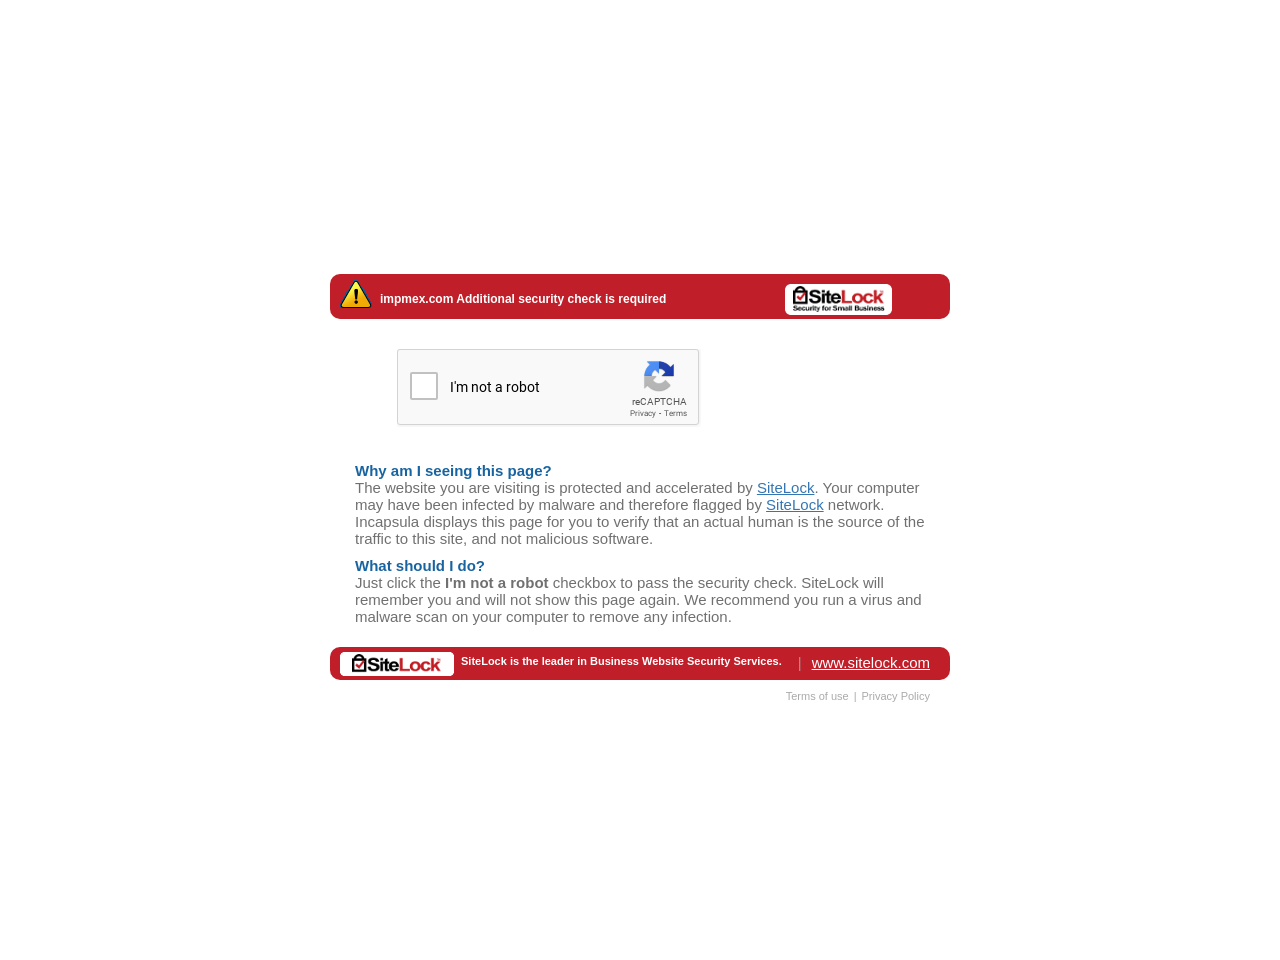 impmex.com Additional security check is required
SiteLock
Security for Small Business
I'm not a robot
reCAPTCHA
Privacy - Terms
Why am I seeing this page?
The website you are visiting is protected and accelerated by SiteLock. Your computer
may have been infected by malware and therefore flagged by SiteLock network.
Incapsula displays this page for you to verify that an actual human is the source of the
traffic to this site, and not malicious software.
What should I do?
Just click the I'm not a robot checkbox to pass the security check. SiteLock will
remember you and will not show this page again. We recommend you run a virus and
malware scan on your computer to remove any infection.
SiteLock SiteLock is the leader in Business Website Security Services. | www.sitelock.com
Terms of use | Privacy Policy